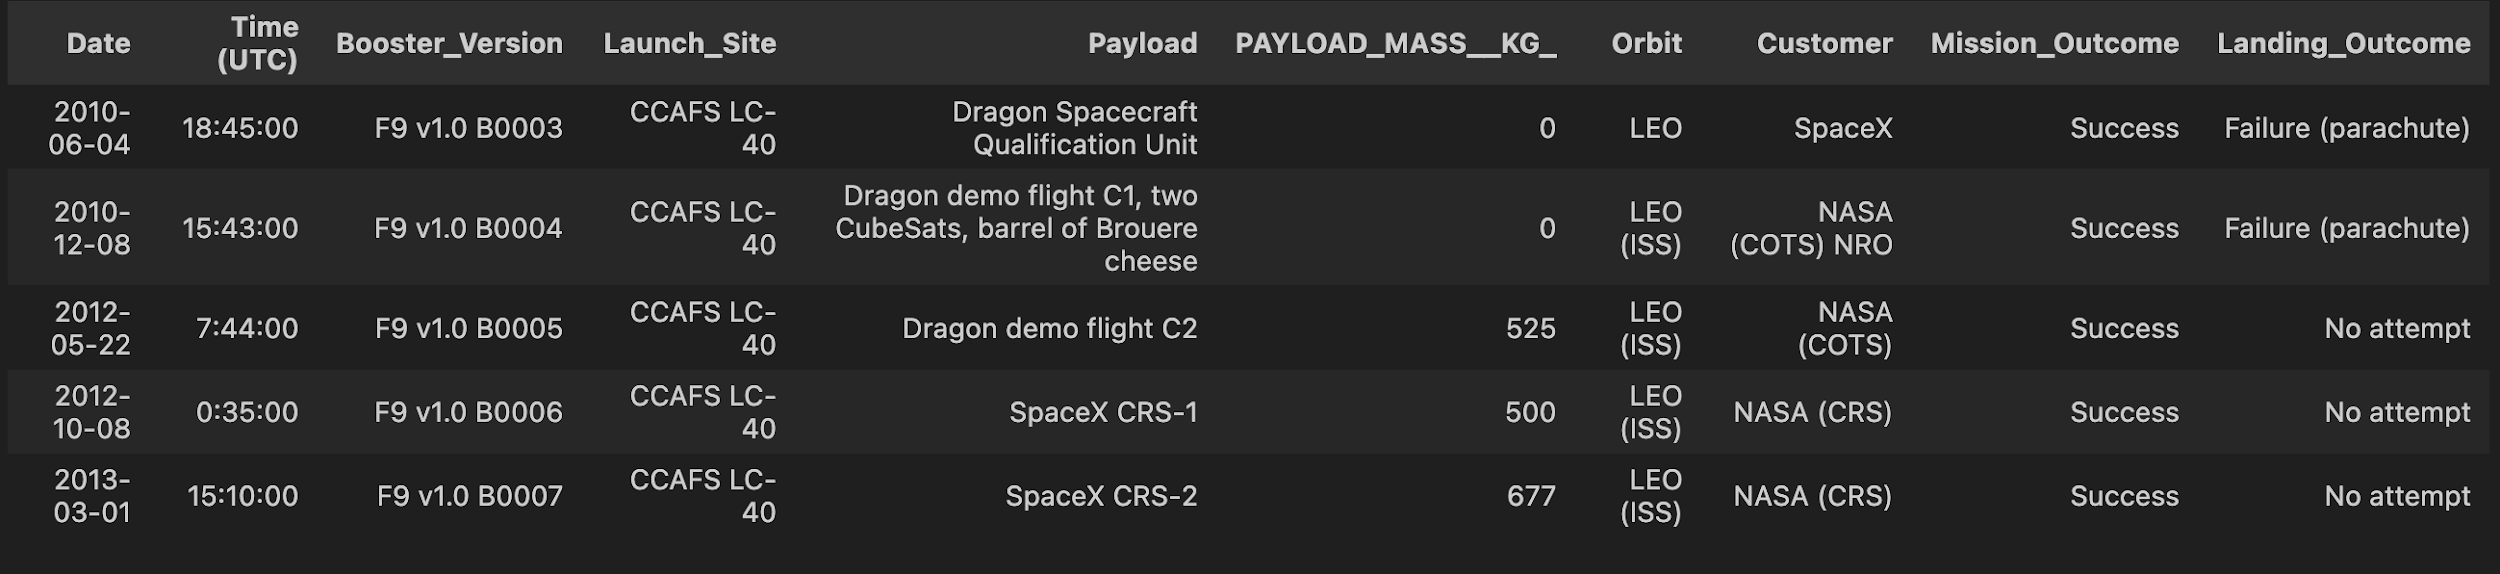 Date Time (UTC) Booster_Version Launch_Site Payload PAYLOAD_MASS__KG_ Orbit Customer Mission_Outcome Landing_Outcome
2010-06-04 18:45:00 F9 v1.0 B0003 CCAFS LC-40 Dragon Spacecraft Qualification Unit 0 LEO SpaceX Success Failure (parachute)
2010-12-08 15:43:00 F9 v1.0 B0004 CCAFS LC-40 Dragon demo flight C1, two CubeSats, barrel of Brouere cheese 0 LEO (ISS) NASA (COTS) NRO Success Failure (parachute)
2012-05-22 7:44:00 F9 v1.0 B0005 CCAFS LC-40 Dragon demo flight C2 525 LEO (ISS) NASA (COTS) Success No attempt
2012-10-08 0:35:00 F9 v1.0 B0006 CCAFS LC-40 SpaceX CRS-1 500 LEO (ISS) NASA (CRS) Success No attempt
2013-03-01 15:10:00 F9 v1.0 B0007 CCAFS LC-40 SpaceX CRS-2 677 LEO (ISS) NASA (CRS) Success No attempt